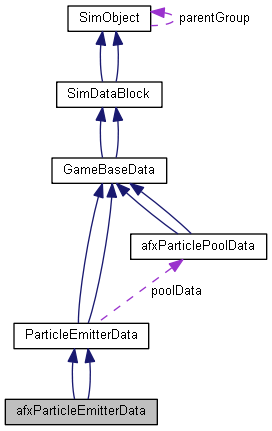 SimObject
parentGroup
SimDataBlock
GameBaseData
afxParticlePoolData
poolData
ParticleEmitterData
afxParticleEmitterData